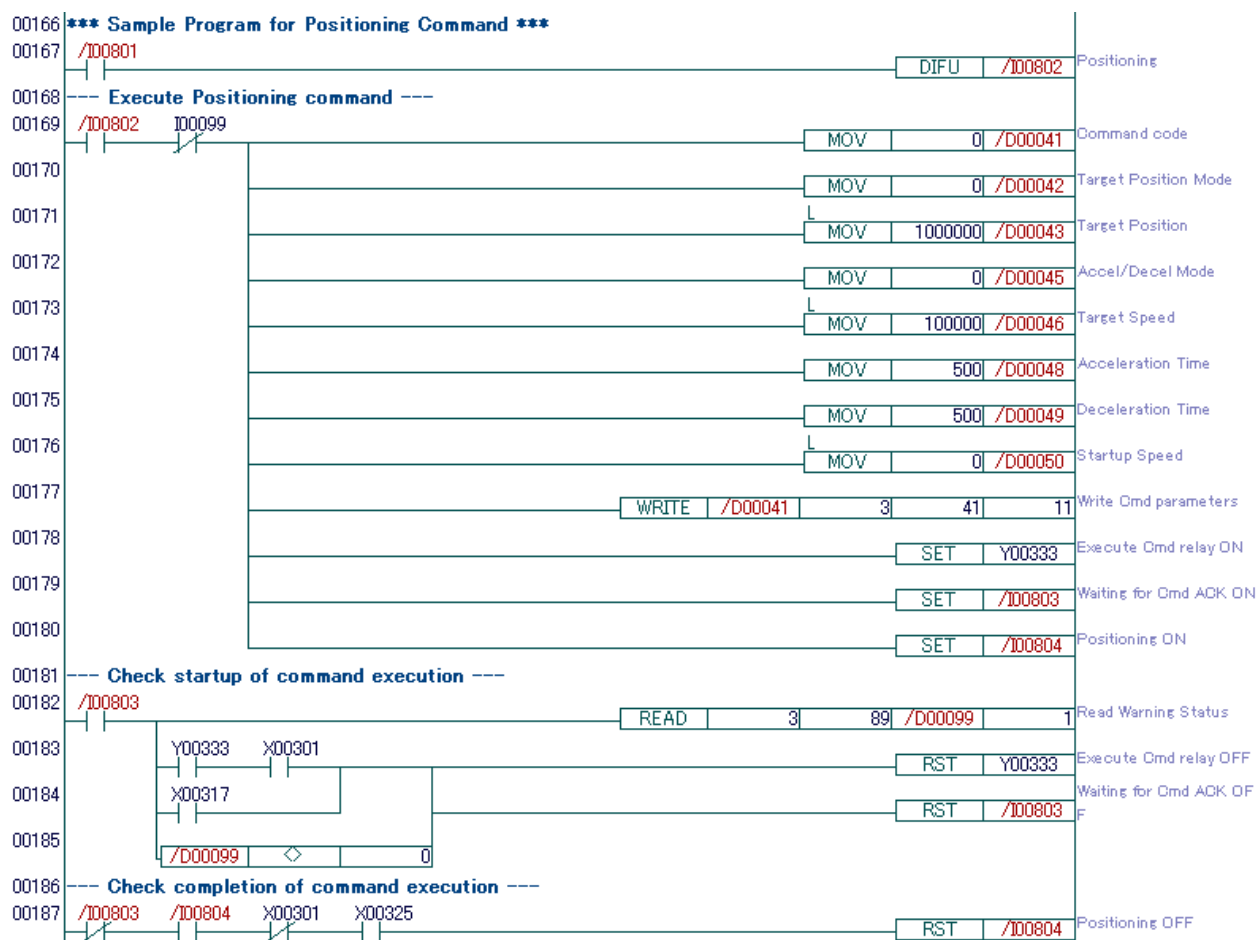 00166 *** Sample Program for Positioning Command ***
00167 /I00801 DIFU /I00802 Positioning
00168 --- Execute Positioning command ---
00169 /I00802 I00099 MOV 0 /D00041 Command code
00170 MOV 0 /D00042 Target Position Mode
00171 L MOV 1000000 /D00043 Target Position
00172 MOV 0 /D00045 Accel/Decel Mode
00173 L MOV 100000 /D00046 Target Speed
00174 MOV 500 /D00048 Acceleration Time
00175 MOV 500 /D00049 Deceleration Time
00176 L MOV 0 /D00050 Startup Speed
00177 WRITE /D00041 3 41 11 Write Cmd parameters
00178 SET Y00333 Execute Cmd relay ON
00179 SET /I00803 Waiting for Cmd ACK ON
00180 SET /I00804 Positioning ON
00181 --- Check startup of command execution ---
00182 /I00803 READ 3 89 /D00099 1 Read Warning Status
00183 Y00333 X00301 RST Y00333 Execute Cmd relay OFF
00184 X00317 RST /I00803 Waiting for Cmd ACK OF
F
00185 /D00099 <> 0
00186 --- Check completion of command execution ---
00187 /I00803 /I00804 X00301 X00325 RST /I00804 Positioning OFF